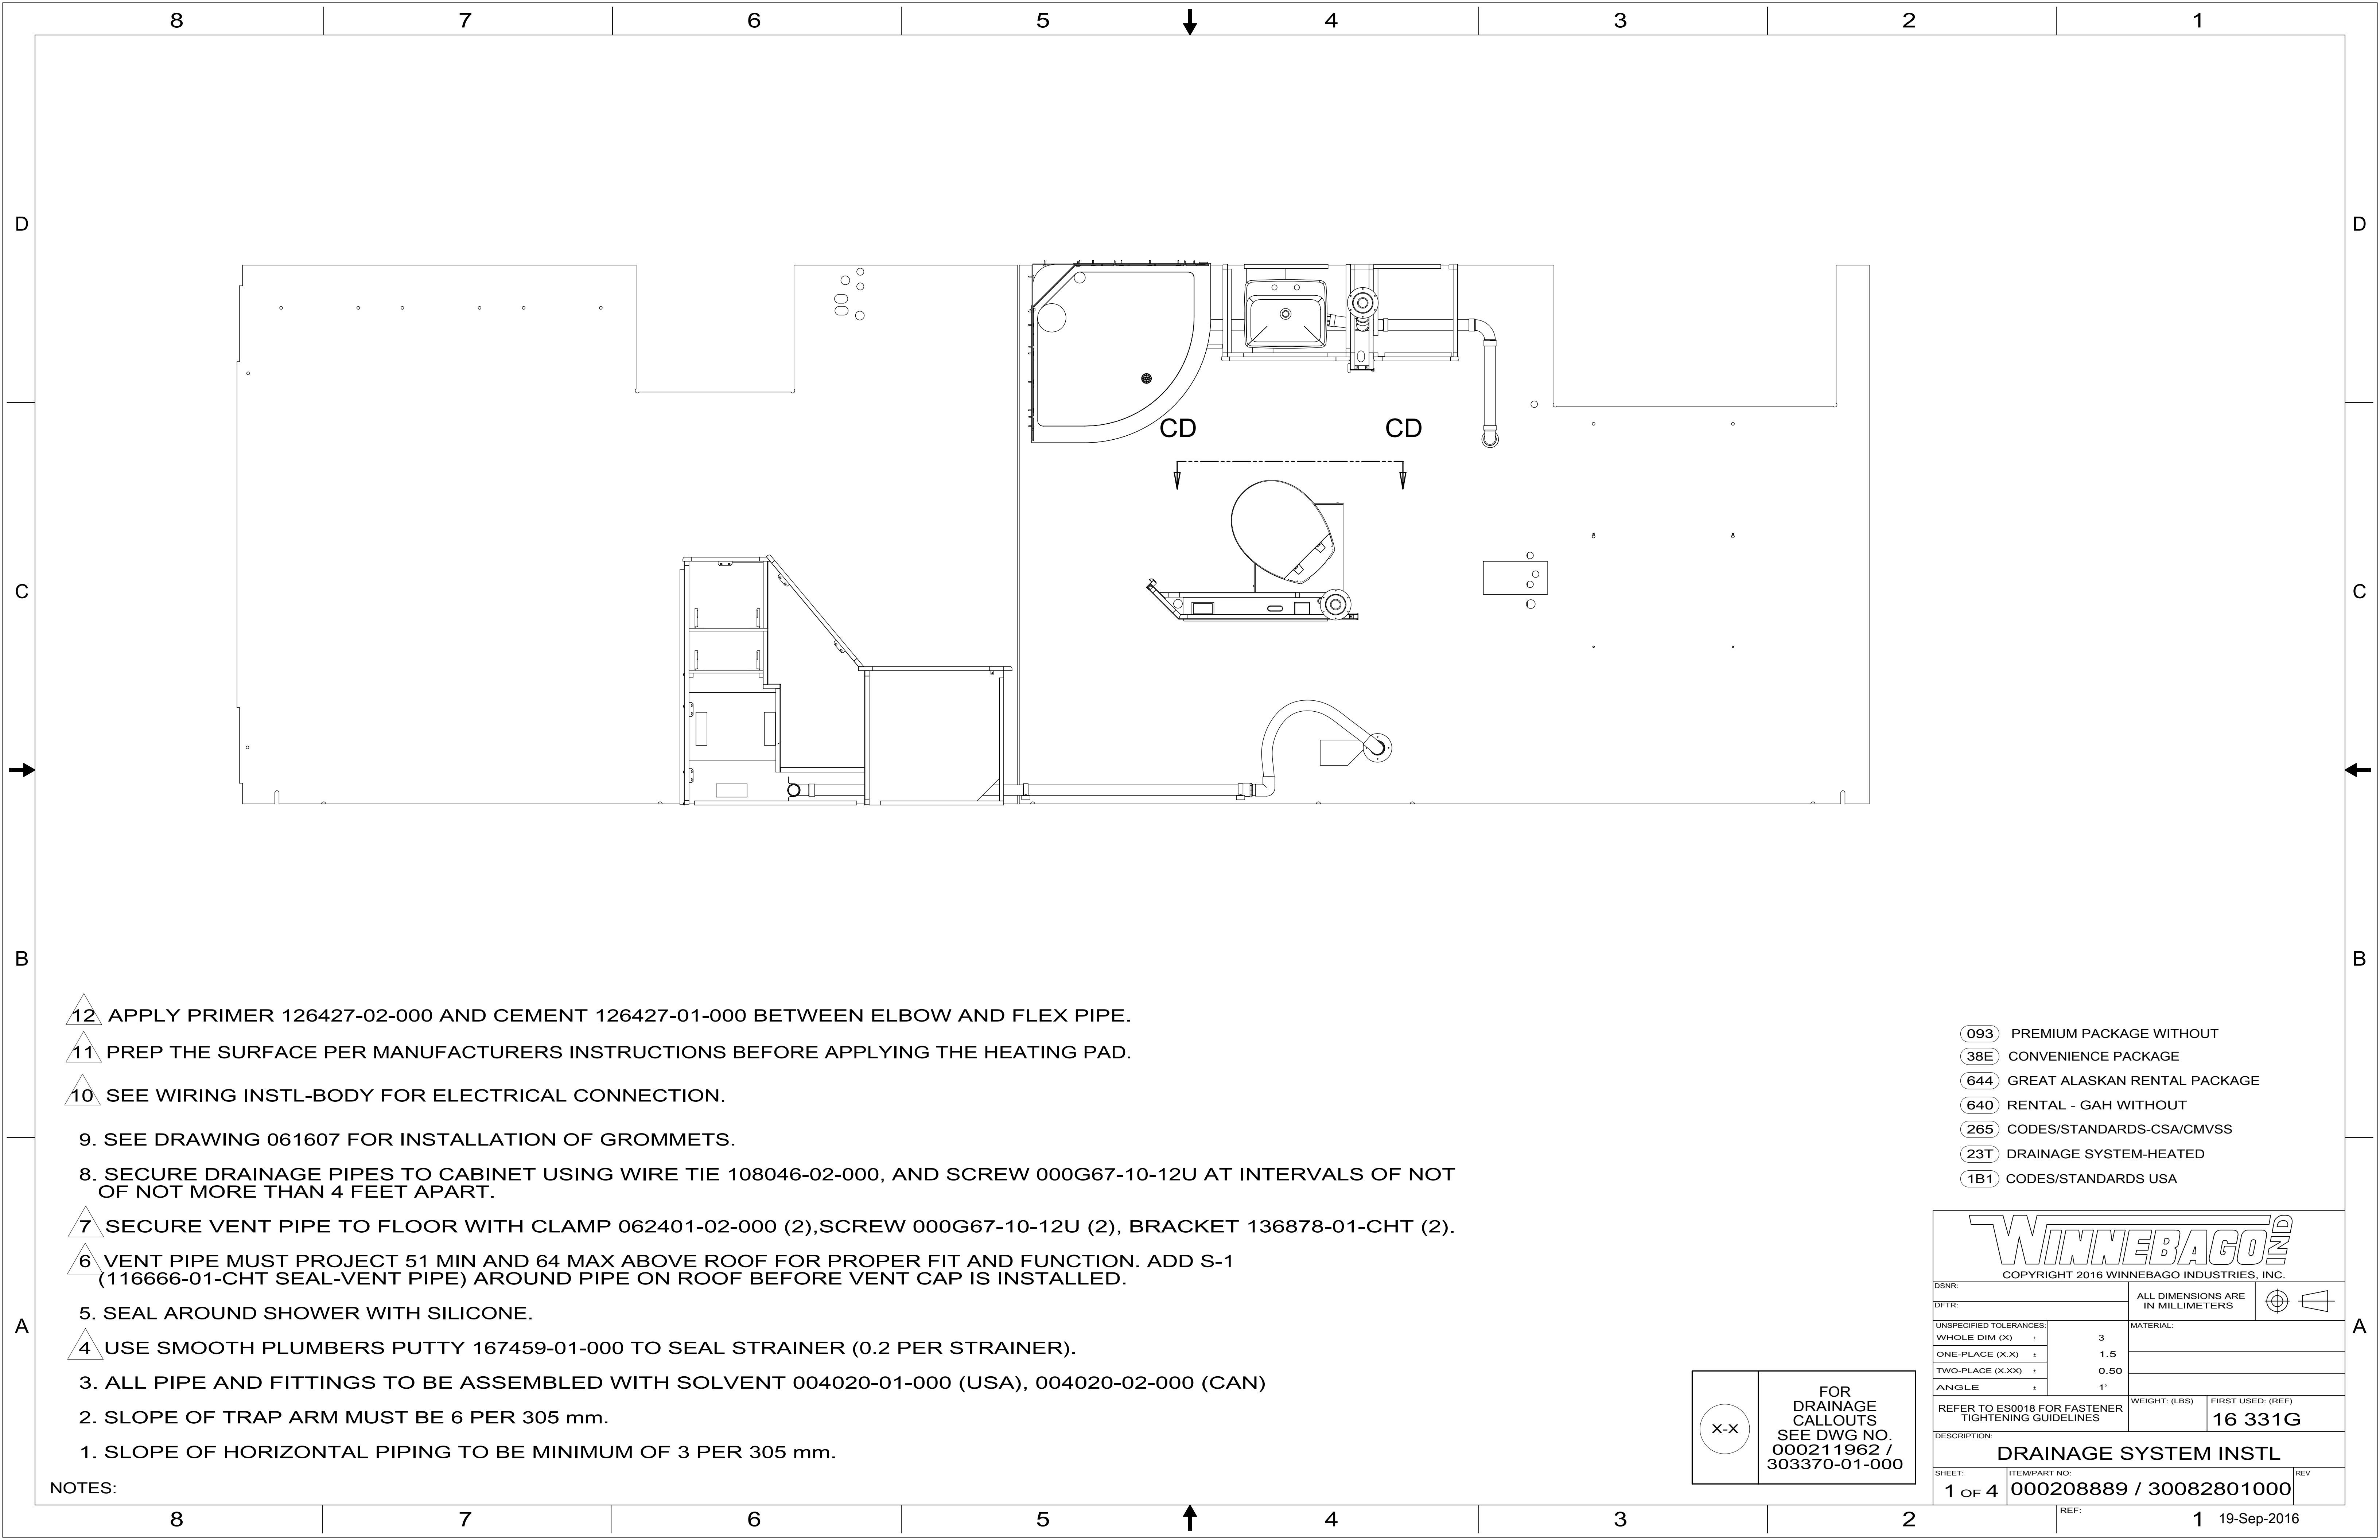 8 7 6 5 4 3 2 1
D D
CD CD
C C
B B
12 APPLY PRIMER 126427-02-000 AND CEMENT 126427-01-000 BETWEEN ELBOW AND FLEX PIPE.
11 PREP THE SURFACE PER MANUFACTURERS INSTRUCTIONS BEFORE APPLYING THE HEATING PAD.
10 SEE WIRING INSTL-BODY FOR ELECTRICAL CONNECTION.
9. SEE DRAWING 061607 FOR INSTALLATION OF GROMMETS.
8. SECURE DRAINAGE PIPES TO CABINET USING WIRE TIE 108046-02-000, AND SCREW 000G67-10-12U AT INTERVALS OF NOT
OF NOT MORE THAN 4 FEET APART.
7 SECURE VENT PIPE TO FLOOR WITH CLAMP 062401-02-000 (2),SCREW 000G67-10-12U (2), BRACKET 136878-01-CHT (2).
6 VENT PIPE MUST PROJECT 51 MIN AND 64 MAX ABOVE ROOF FOR PROPER FIT AND FUNCTION. ADD S-1
(116666-01-CHT SEAL-VENT PIPE) AROUND PIPE ON ROOF BEFORE VENT CAP IS INSTALLED.
5. SEAL AROUND SHOWER WITH SILICONE.
4 USE SMOOTH PLUMBERS PUTTY 167459-01-000 TO SEAL STRAINER (0.2 PER STRAINER).
3. ALL PIPE AND FITTINGS TO BE ASSEMBLED WITH SOLVENT 004020-01-000 (USA), 004020-02-000 (CAN)
2. SLOPE OF TRAP ARM MUST BE 6 PER 305 mm.
1. SLOPE OF HORIZONTAL PIPING TO BE MINIMUM OF 3 PER 305 mm.
NOTES:
A A
093 PREMIUM PACKAGE WITHOUT
38E CONVENIENCE PACKAGE
644 GREAT ALASKAN RENTAL PACKAGE
640 RENTAL - GAH WITHOUT
265 CODES/STANDARDS-CSA/CMVSS
23T DRAINAGE SYSTEM-HEATED
1B1 CODES/STANDARDS USA
X-X
FOR
DRAINAGE
CALLOUTS
SEE DWG NO.
000211962 /
303370-01-000
WINNEBAGO IND
COPYRIGHT 2016 WINNEBAGO INDUSTRIES, INC.
DSNR:
DFTR:
ALL DIMENSIONS ARE
IN MILLIMETERS
UNSPECIFIED TOLERANCES:
WHOLE DIM (X) ± 3
ONE-PLACE (X.X) ± 1.5
TWO-PLACE (X.XX) ± 0.50
ANGLE ± 1°
MATERIAL:
REFER TO ES0018 FOR FASTENER
TIGHTENING GUIDELINES
WEIGHT: (LBS)
FIRST USED: (REF)
16 331G
DESCRIPTION:
DRAINAGE SYSTEM INSTL
SHEET:
1 OF 4
ITEM/PART NO:
000208889 / 30082801000
REV
REF:
8 7 6 5 4 3 2 1
19-Sep-2016